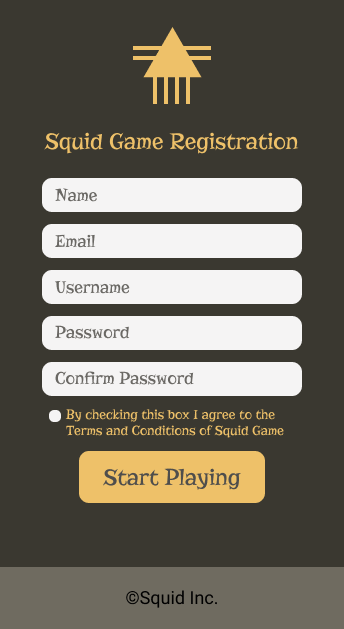 Squid Game Registration
Name
Email
Username
Password
Confirm Password
By checking this box I agree to the
Terms and Conditions of Squid Game
Start Playing
©Squid Inc.